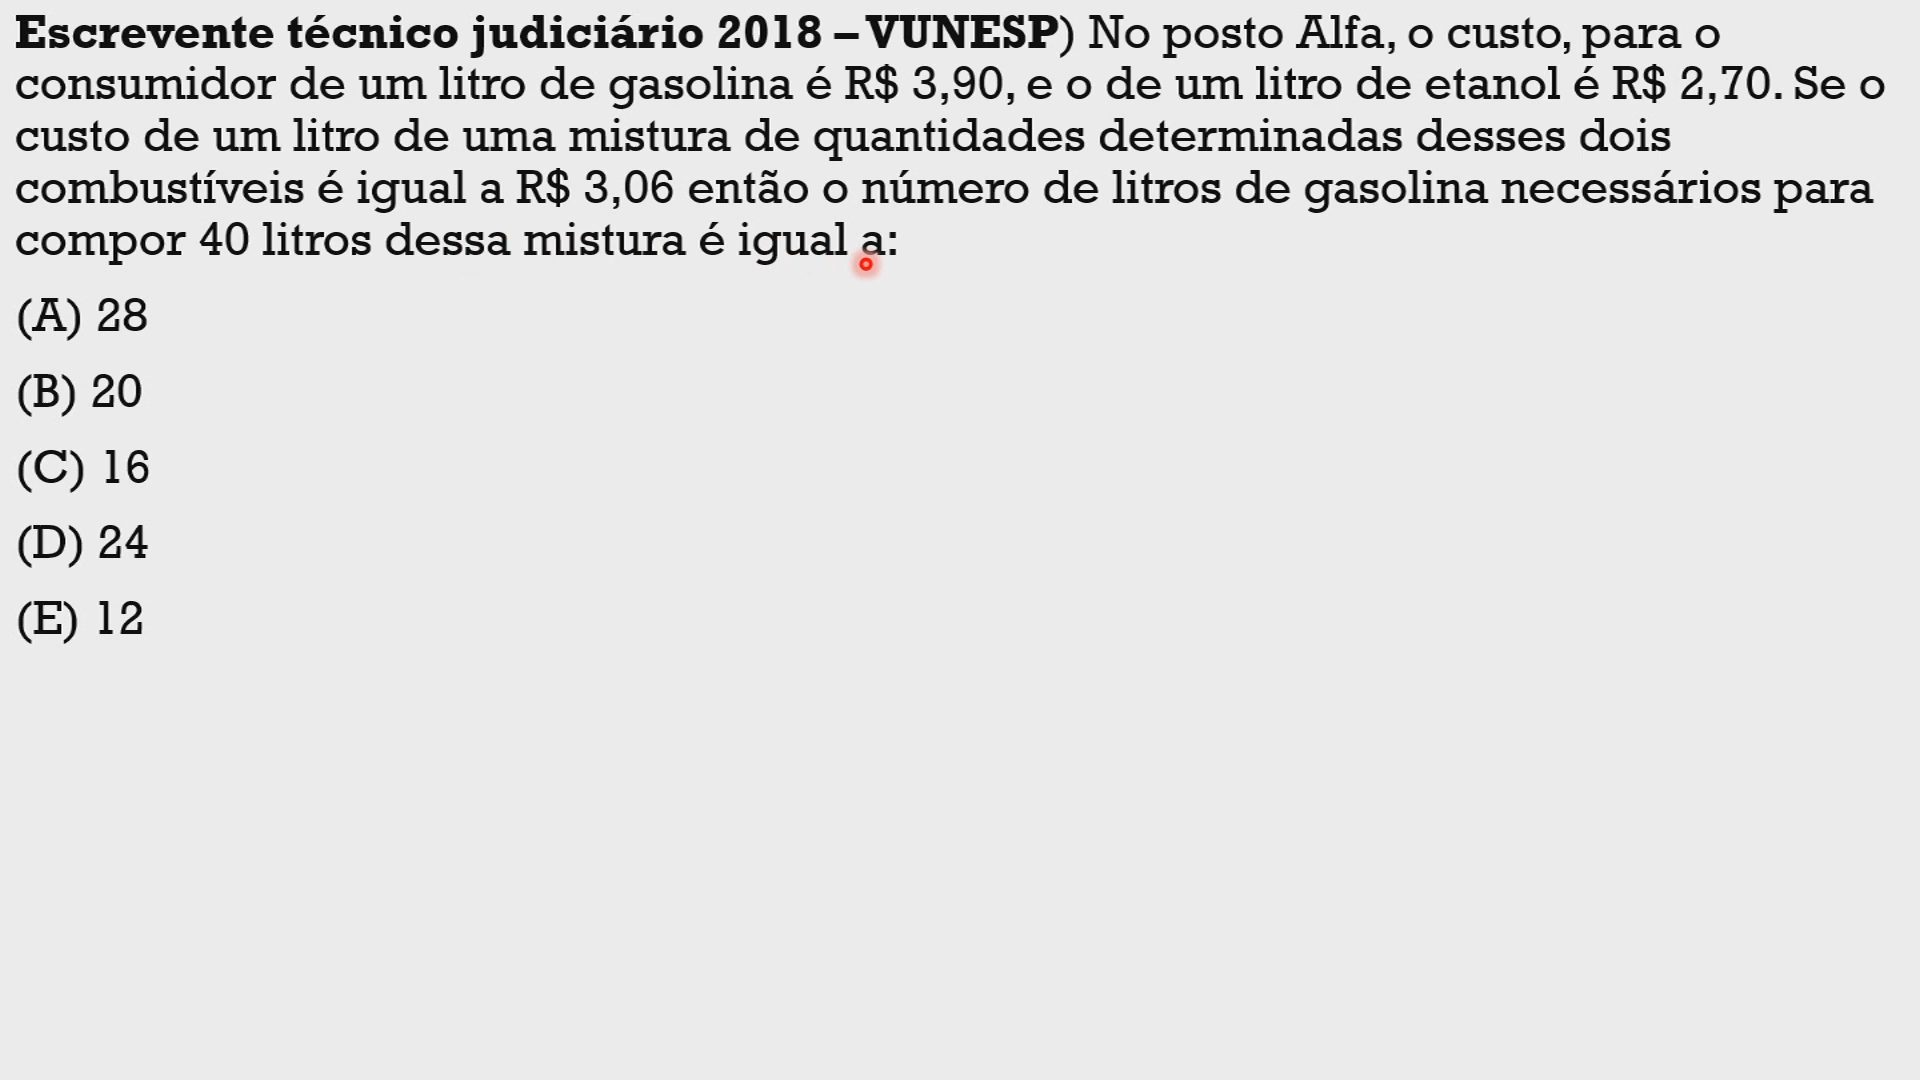 Escrevente técnico judiciário 2018 – VUNESP) No posto Alfa, o custo, para o
consumidor de um litro de gasolina é R$ 3,90, e o de um litro de etanol é R$ 2,70. Se o
custo de um litro de uma mistura de quantidades determinadas desses dois
combustíveis é igual a R$ 3,06 então o número de litros de gasolina necessários para
compor 40 litros dessa mistura é igual a:
(A) 28
(B) 20
(C) 16
(D) 24
(E) 12